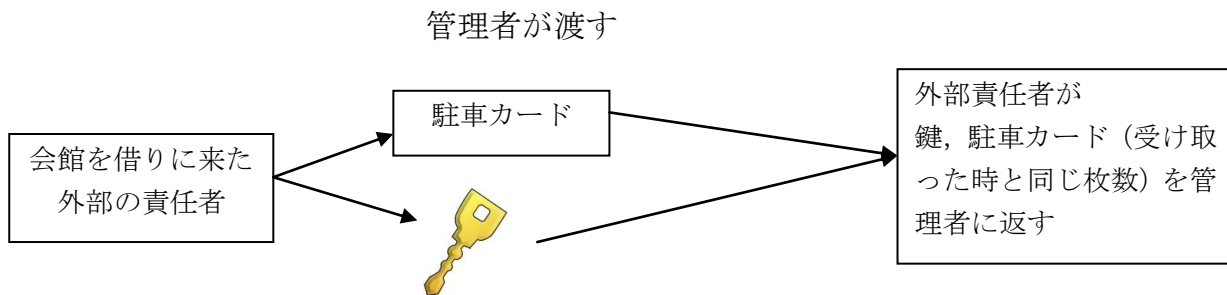 管理者が渡す
駐車カード
会館を借りに来た
外部の責任者
外部責任者が
鍵，駐車カード（受け取
った時と同じ枚数）を管
理者に返す